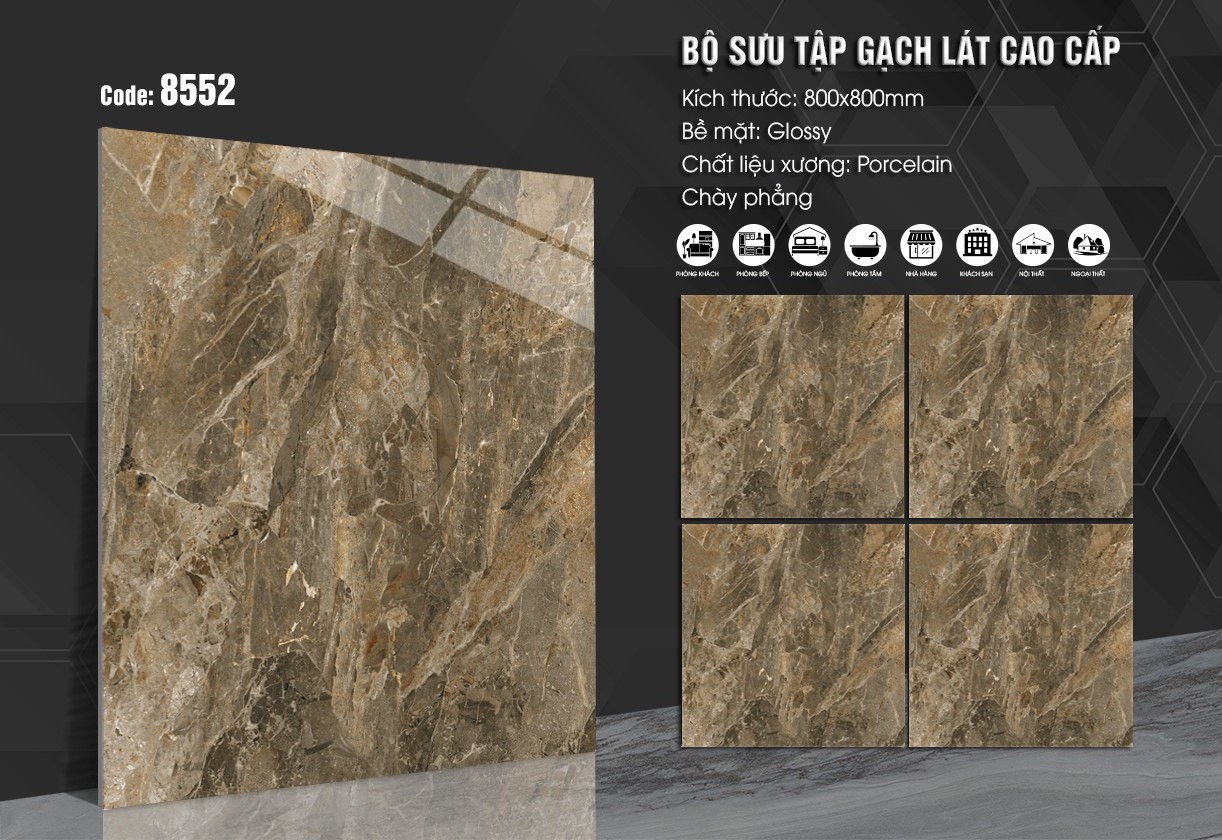 Code: 8552
BỘ SƯU TẬP GẠCH LÁT CAO CẤP
Kích thước: 800x800mm
Bề mặt: Glossy
Chất liệu xương: Porcelain
Chày phẳng
PHÒNG KHÁCH PHÒNG BẾP PHÒNG NGỦ PHÒNG TẮM NHÀ HÀNG KHÁCH SẠN NỘI THẤT NGOẠI THẤT